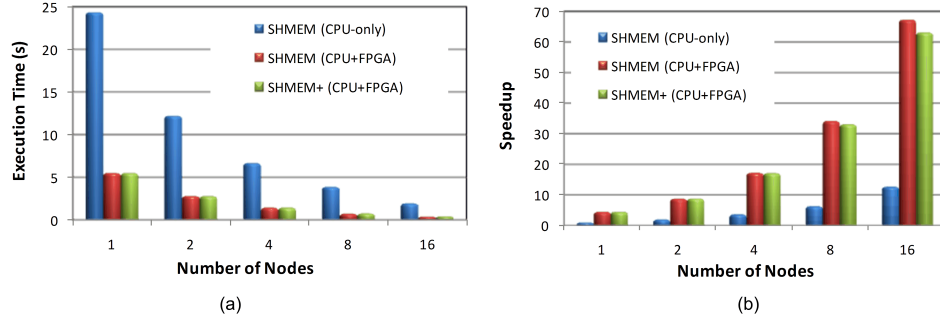 Execution Time (s)
25
20
15
10
5
0
SHMEM (CPU-only)
SHMEM (CPU+FPGA)
SHMEM+ (CPU+FPGA)
1 2 4 8 16
Number of Nodes
(a)
Speedup
70
60
50
40
30
20
10
0
SHMEM (CPU-only)
SHMEM (CPU+FPGA)
SHMEM+ (CPU+FPGA)
1 2 4 8 16
Number of Nodes
(b)